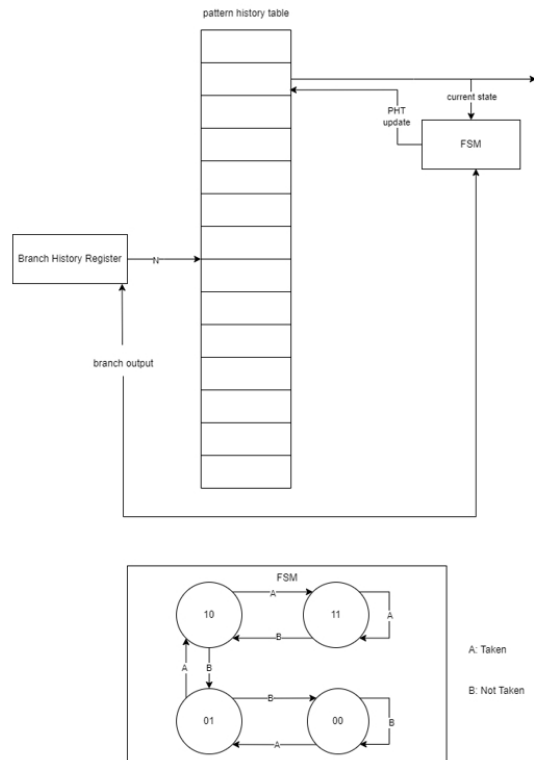 pattern history table
current state
PHT
update
FSM
Branch History Register
N
branch output
FSM
10
A
11
A
B
A
B
A: Taken
B
B: Not Taken
01
00
B
A